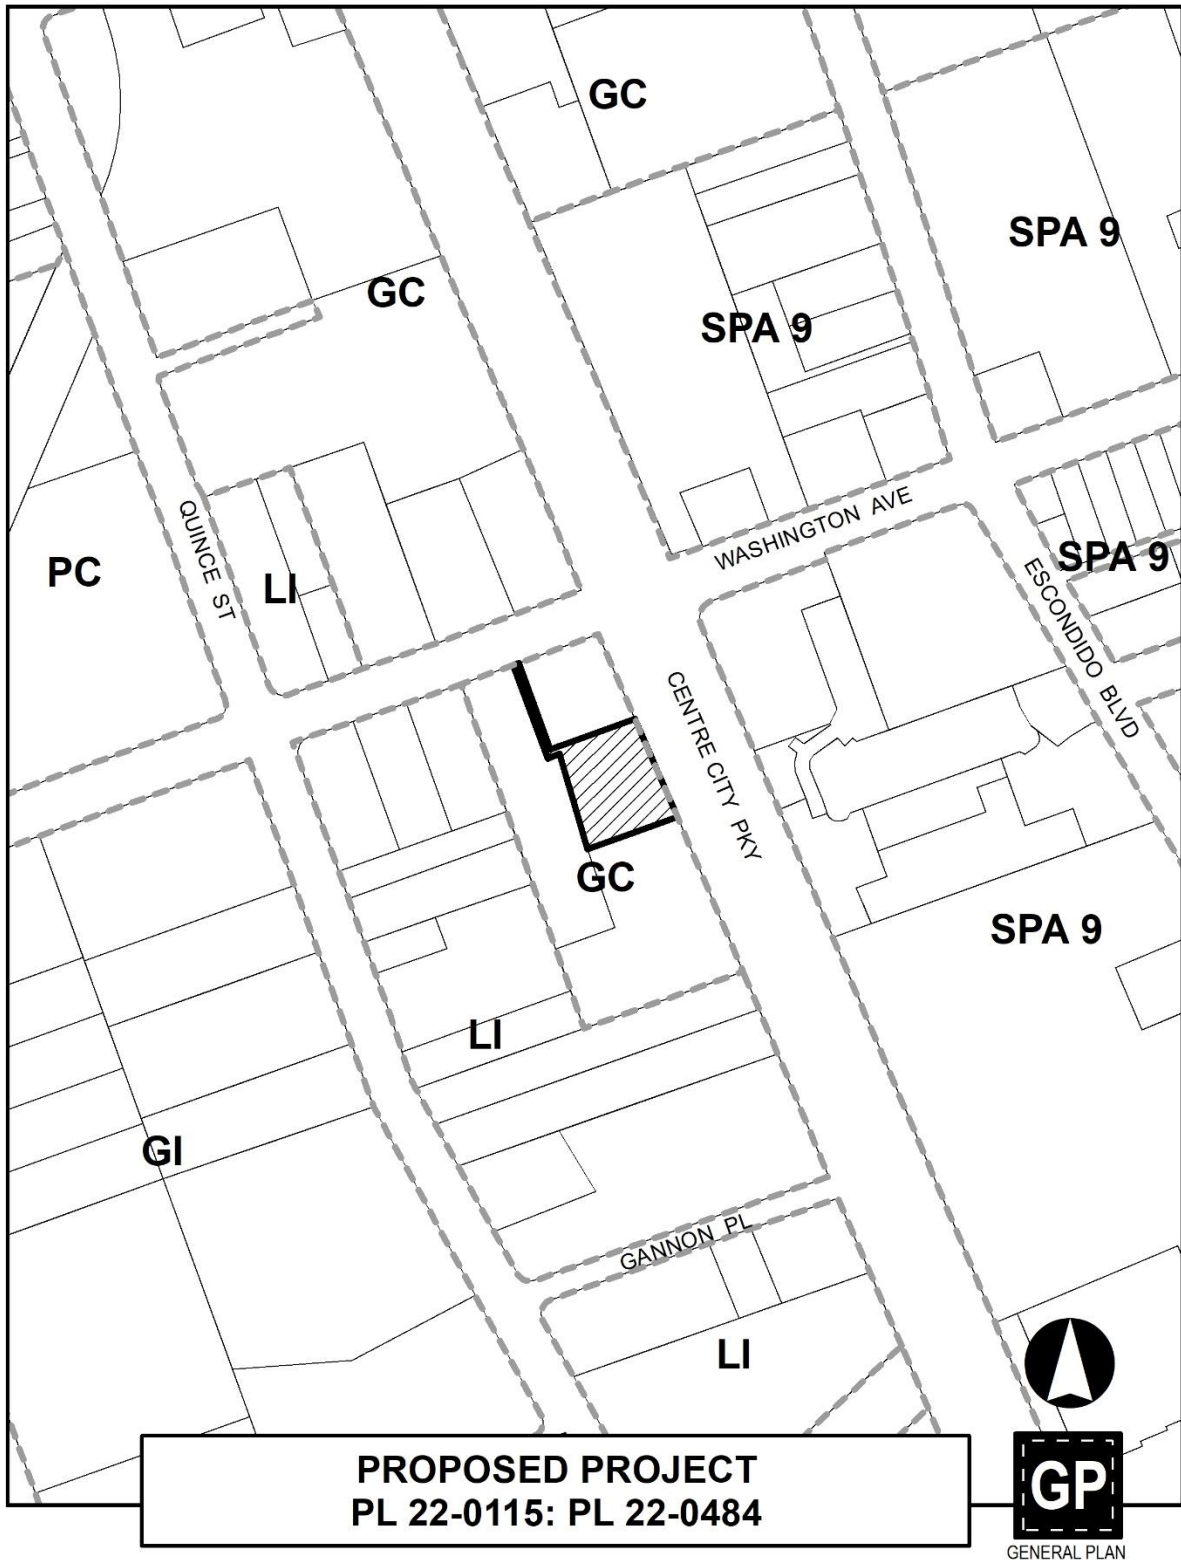 GC
SPA 9
GC
SPA 9
QUINCE ST
WASHINGTON AVE
PC
LI
SPA 9
ESCONDIDO BLVD
CENTRE CITY PKY
GC
SPA 9
LI
GI
GANNON PL
LI
PROPOSED PROJECT
PL 22-0115: PL 22-0484
GP
GENERAL PLAN